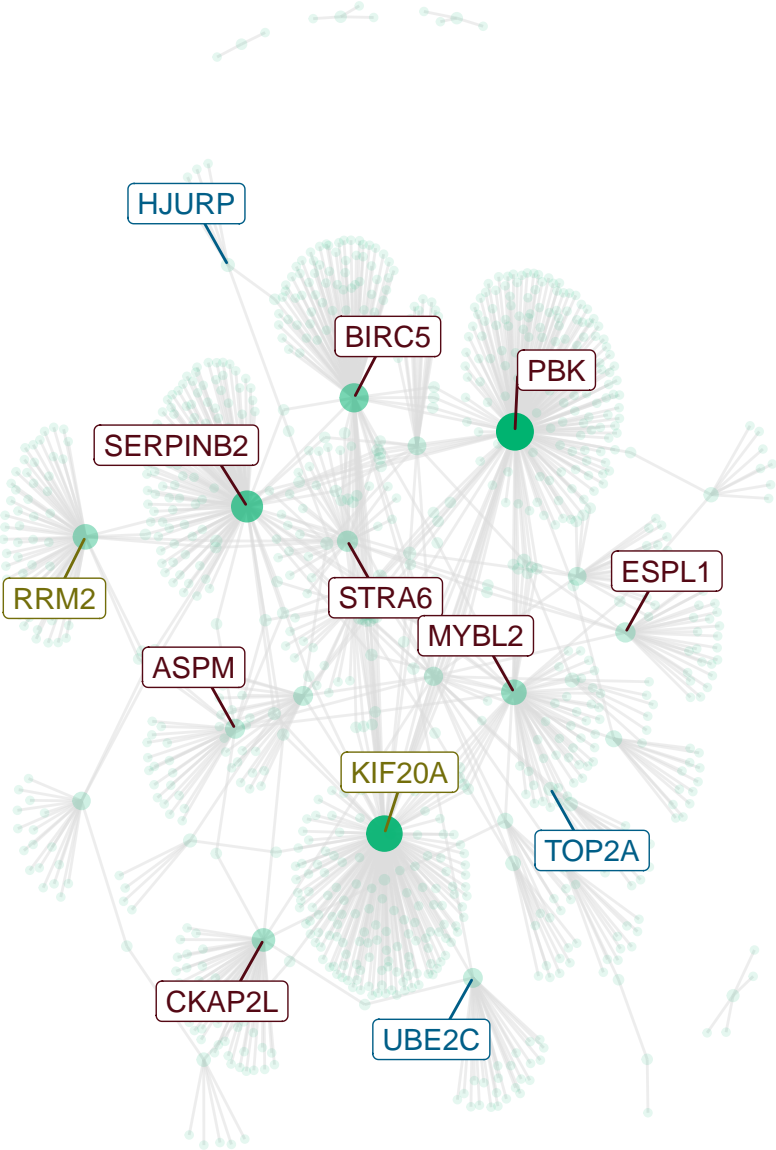 HJURP
BIRC5
PBK
SERPINB2
ESPL1
RRM2
STRA6
MYBL2
ASPM
KIF20A
TOP2A
CKAP2L
UBE2C